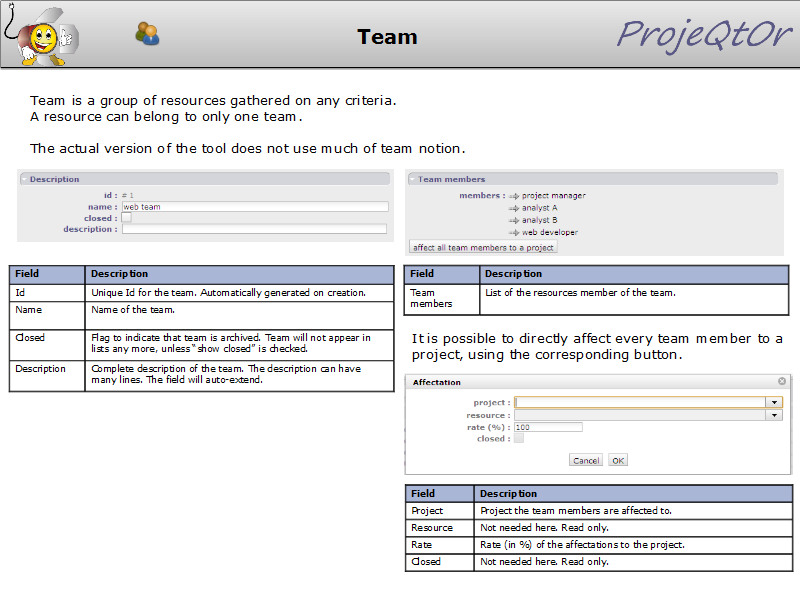 Team
ProjeQtOr
Team is a group of resources gathered on any criteria.
A resource can belong to only one team.
The actual version of the tool does not use much of team notion.
Description
id : # 1
name : web team
closed :
description :
Field Description
Id Unique Id for the team. Automatically generated on creation.
Name Name of the team.
Closed Flag to indicate that team is archived. Team will not appear in
lists any more, unless “show closed” is checked.
Description Complete description of the team. The description can have
many lines. The field will auto-extend.
Team members
members : project manager
analyst A
analyst B
web developer
affect all team members to a project
Field Description
Team List of the resources member of the team.
members
It is possible to directly affect every team member to a
project, using the corresponding button.
Affectation
project :
resource :
rate (%) : 100
closed :
Cancel OK
Field Description
Project Project the team members are affected to.
Resource Not needed here. Read only.
Rate Rate (in %) of the affectations to the project.
Closed Not needed here. Read only.